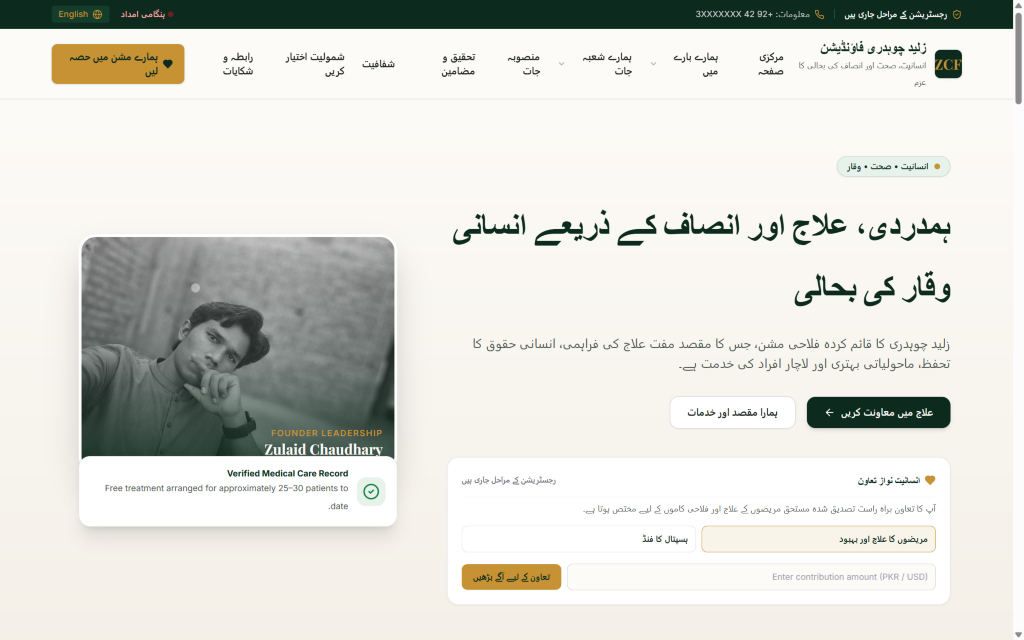 رجسٹریشن کے مراحل جاری ہیں
معلومات: +92 42 3XXXXXXX
ہنگامی امداد
English
ZCF
زلید چوہدری فاؤنڈیشن
انسانیت، صحت اور انصاف کی بحالی کا
عزم
مرکزی
صفحہ
ہمارے بارے
میں
ہمارے شعبہ
جات
منصوبہ
جات
تحقیق و
مضامین
شفافیت
شمولیت اختیار
کریں
رابطہ و
شکایات
ہمارے مشن میں حصہ
لیں
انسانیت • صحت • وقار
ہمدردی، علاج اور انصاف کے ذریعے انسانی
وقار کی بحالی
زلید چوہدری کا قائم کردہ فلاحی مشن، جس کا مقصد مفت علاج کی فراہمی، انسانی حقوق کا
تحفظ، ماحولیاتی بہتری اور لاچار افراد کی خدمت ہے۔
علاج میں معاونت کریں ←
ہمارا مقصد اور خدمات
انسانیت نواز تعاون
رجسٹریشن کے مراحل جاری ہیں
آپ کا تعاون براہ راست تصدیق شدہ مستحق مریضوں کے علاج اور فلاحی کاموں کے لیے مختص ہوتا ہے۔
مریضوں کا علاج اور بہبود
ہسپتال کا فنڈ
Enter contribution amount (PKR / USD)
تعاون کے لیے آگے بڑھیں
FOUNDER LEADERSHIP
Zulaid Chaudhary
Verified Medical Care Record
Free treatment arranged for approximately 25–30 patients to
date.